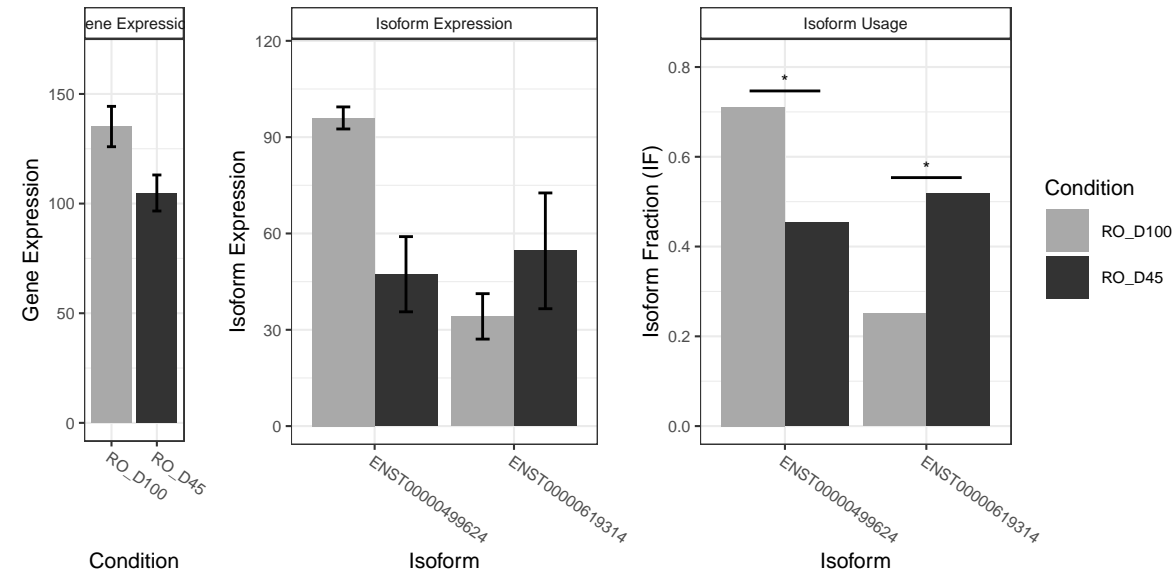 ene Expressio
Gene Expression
150
100
50
0
RO_D100
RO_D45
Condition
Isoform Expression
Isoform Expression
120
90
60
30
0
ENST00000499624
ENST00000619314
Isoform
Isoform Usage
Isoform Fraction (IF)
0.8
0.6
0.4
0.2
0.0
*
*
ENST00000499624
ENST00000619314
Isoform
Condition
RO_D100
RO_D45